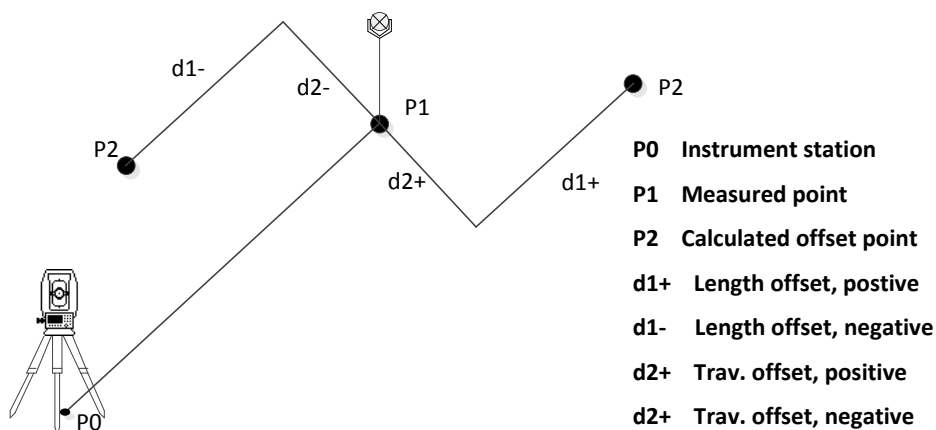 d1-
d2-
P1
P2
P2
d2+
d1+
P0
P0 Instrument station
P1 Measured point
P2 Calculated offset point
d1+ Length offset, postive
d1- Length offset, negative
d2+ Trav. offset, positive
d2+ Trav. offset, negative